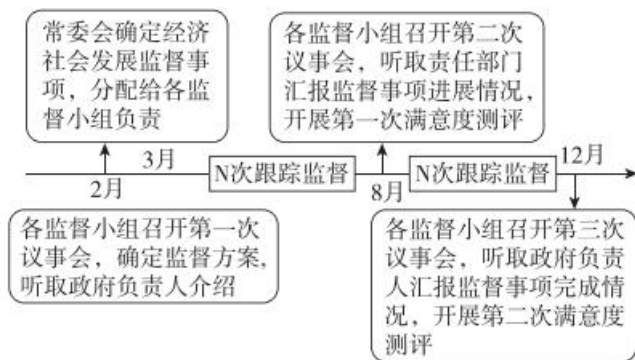 常委会确定经济
社会发展监督事
项，分配给各监
督小组负责
各监督小组召开第二次
议事会，听取责任部门
汇报监督事项进展情况，
开展第一次满意度测评
3月
2月
N次跟踪监督
8月
N次跟踪监督
12月
各监督小组召开第一次
议事会，确定监督方案，
听取政府负责人介绍
各监督小组召开第三次
议事会，听取政府负责
人汇报监督事项完成情
况，开展第二次满意度
测评